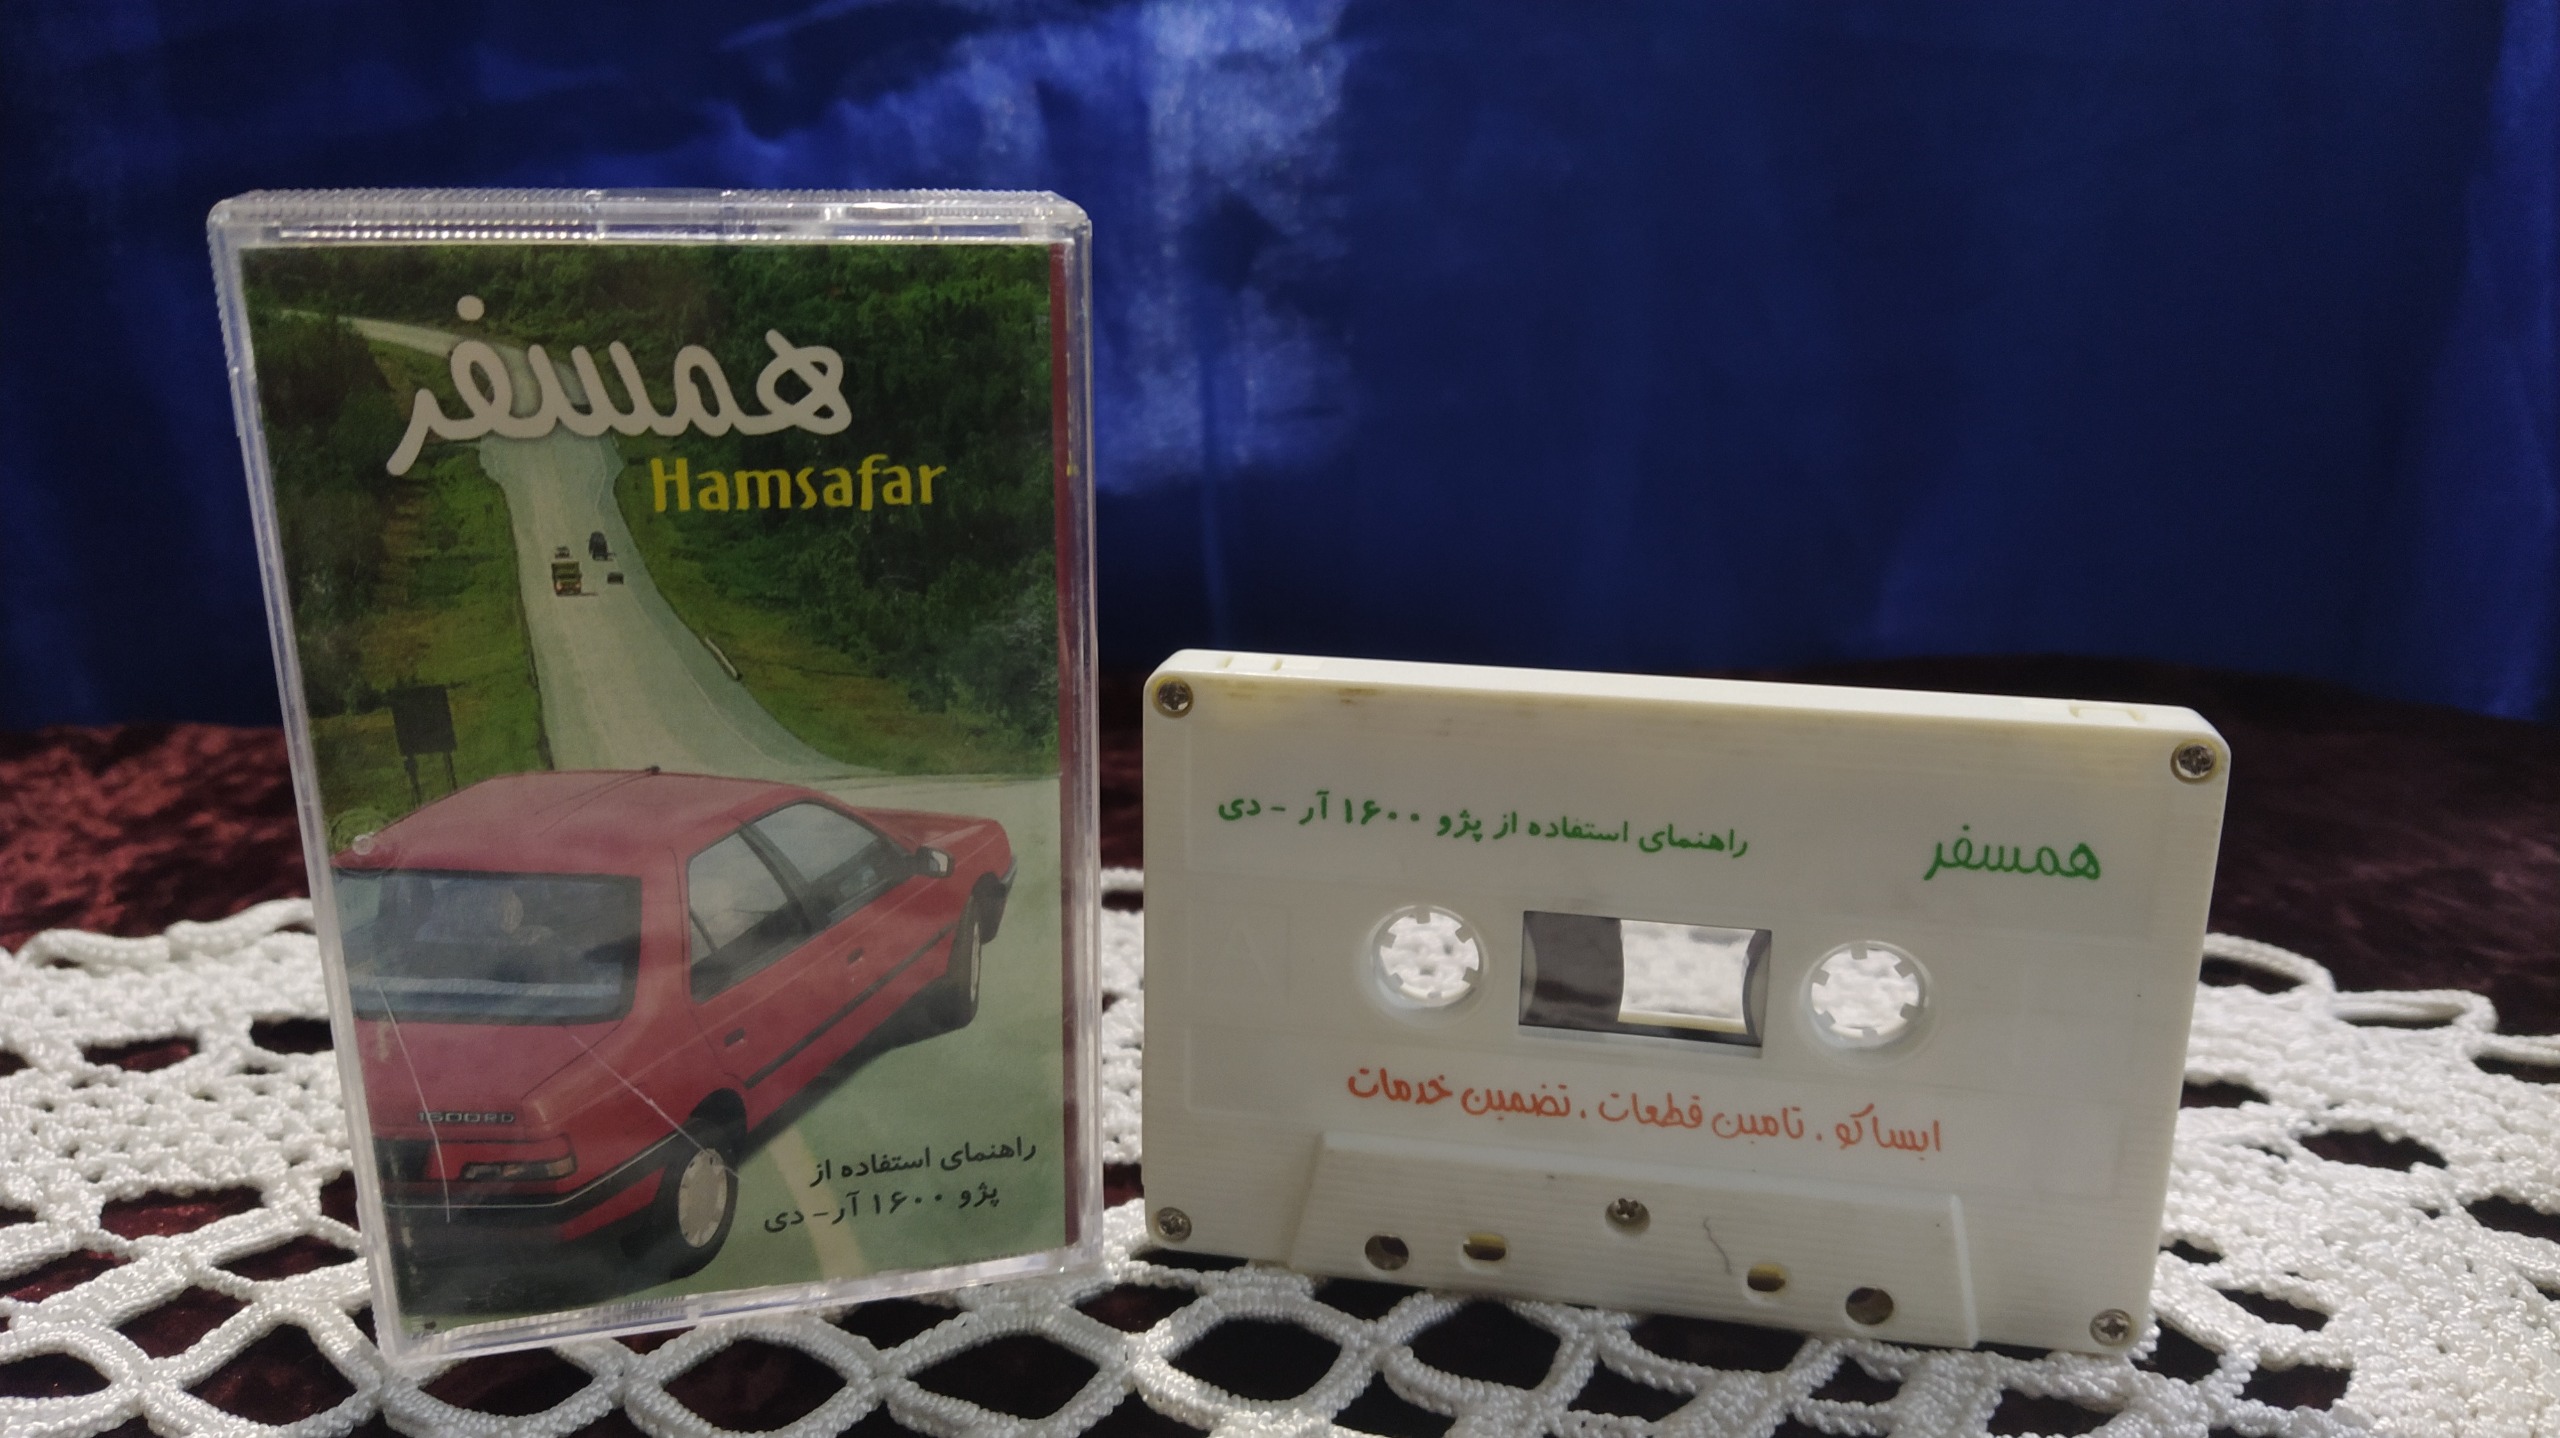 همسفر
Hamsafar
1600RD
راهنمای استفاده از
پژو ۱۶۰۰ آر-دی
همسفر
راهنمای استفاده از پژو ۱۶۰۰ آر - دی
A
ایساکو . تامین قطعات . تضمین خدمات